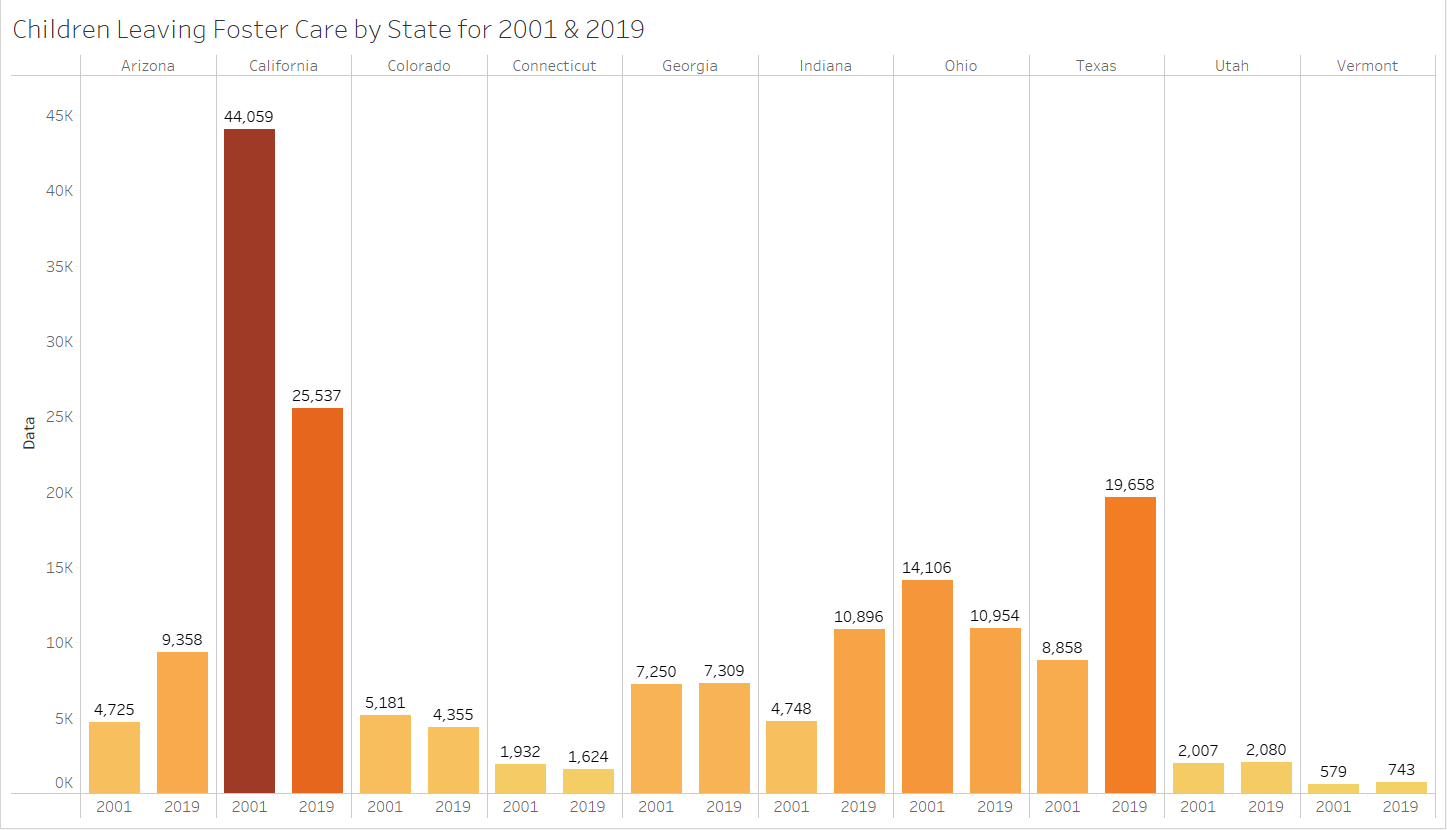 Children Leaving Foster Care by State for 2001 & 2019
Arizona California Colorado Connecticut Georgia Indiana Ohio Texas Utah Vermont
45K
40K
35K
30K
25K
20K
15K
10K
5K
0K
Data
4,725 9,358 44,059 25,537 5,181 4,355 1,932 1,624 7,250 7,309 4,748 10,896 14,106 10,954 8,858 19,658 2,007 2,080 579 743
2001 2019 2001 2019 2001 2019 2001 2019 2001 2019 2001 2019 2001 2019 2001 2019 2001 2019 2001 2019